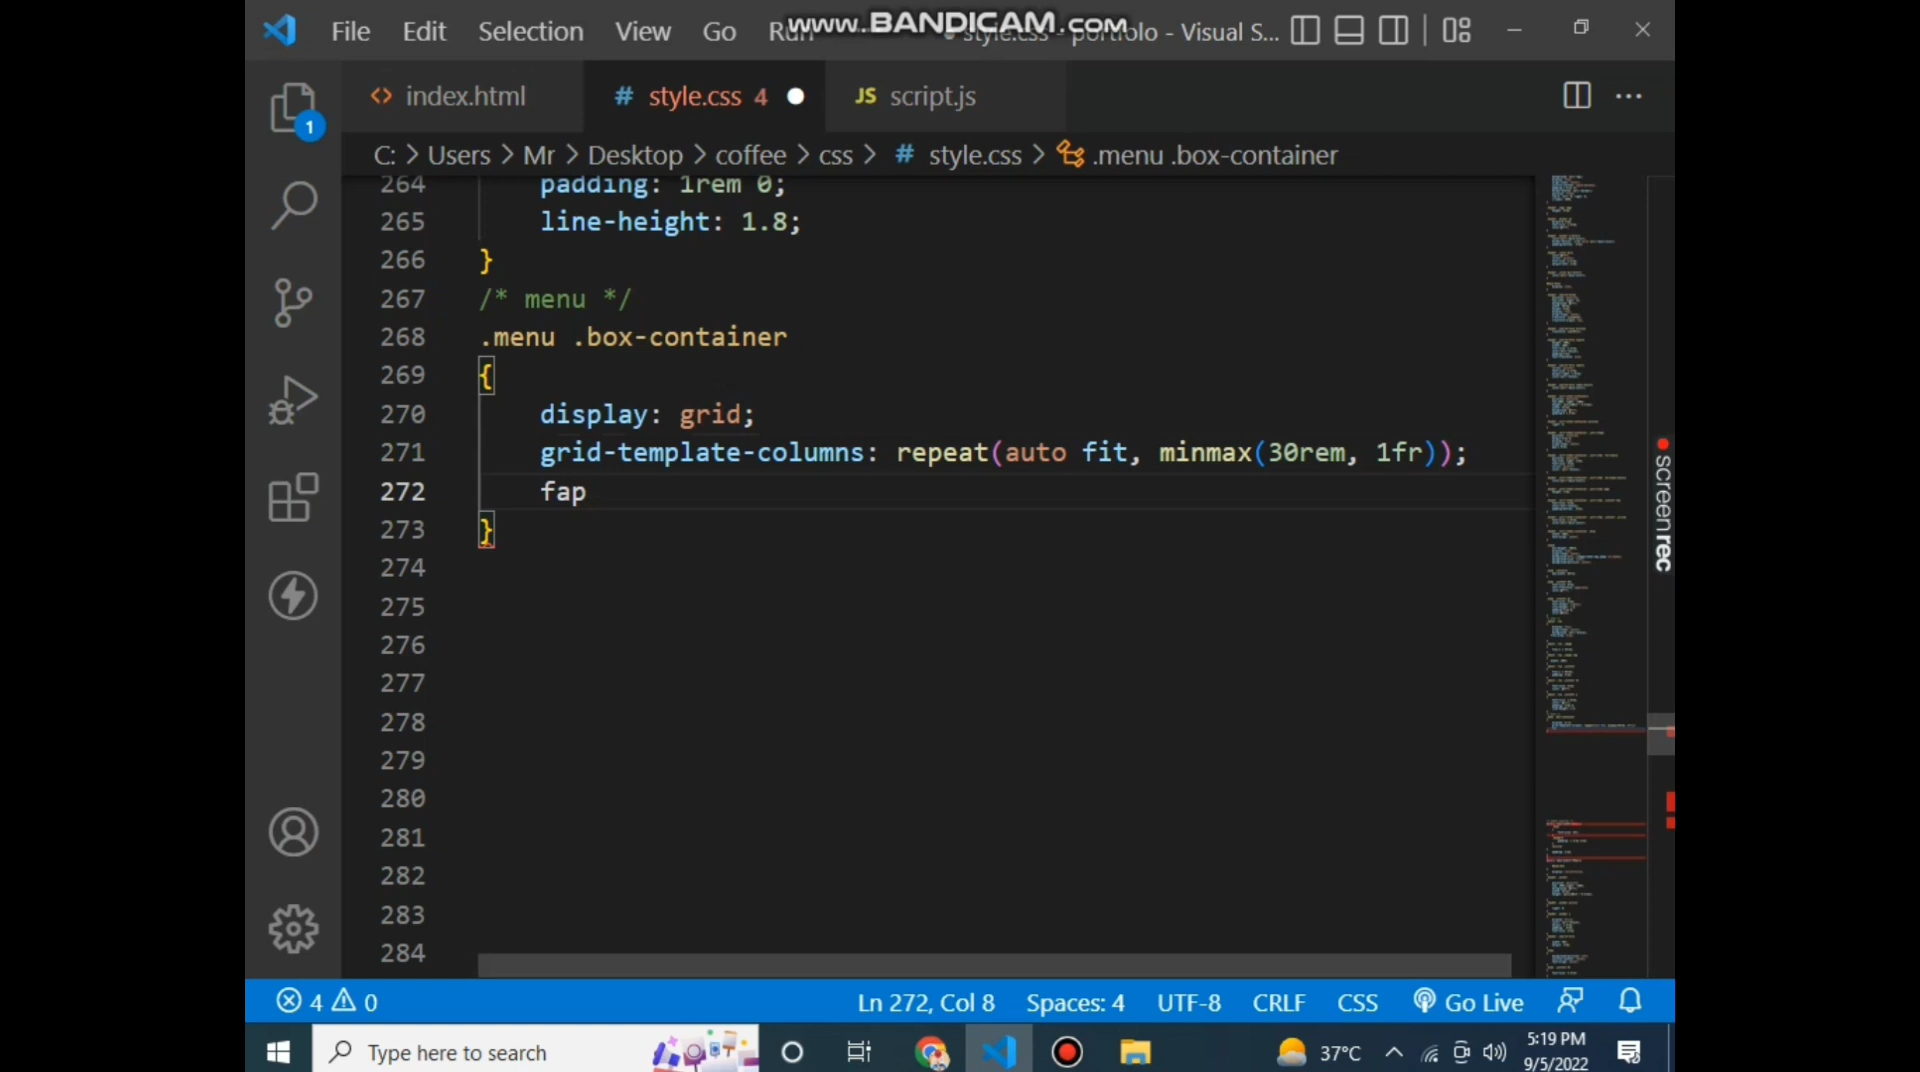 www.BANDICAM.com
File Edit Selection View Go Run
style.css - portfolo - Visual S...
index.html
# style.css 4
JS script.js
1
C: > Users > Mr > Desktop > coffee > css > # style.css > .menu .box-container
264 padding: 1rem 0;
265 line-height: 1.8;
266 }
267 /* menu */
268 .menu .box-container
269 {
270 display: grid;
271 grid-template-columns: repeat(auto fit, minmax(30rem, 1fr));
272 fap
273 }
274
275
276
277
278
279
280
281
282
283
284
screenrec
4 0
Ln 272, Col 8 Spaces: 4 UTF-8 CRLF CSS Go Live
Type here to search
37°C
5:19 PM
9/5/2022